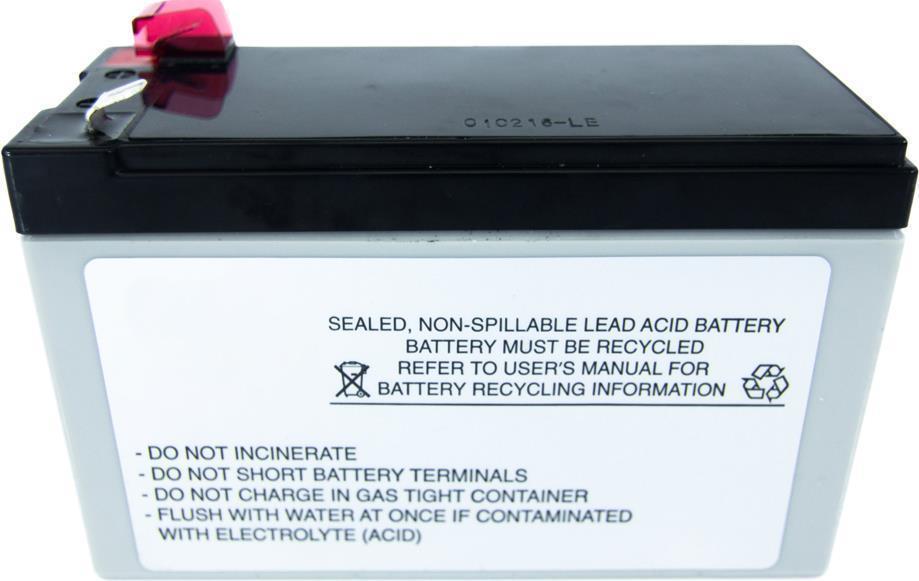 010216-LE
SEALED, NON-SPILLABLE LEAD ACID BATTERY
BATTERY MUST BE RECYCLED
REFER TO USER'S MANUAL FOR
BATTERY RECYCLING INFORMATION
- DO NOT INCINERATE
- DO NOT SHORT BATTERY TERMINALS
- DO NOT CHARGE IN GAS TIGHT CONTAINER
- FLUSH WITH WATER AT ONCE IF CONTAMINATED
WITH ELECTROLYTE (ACID)